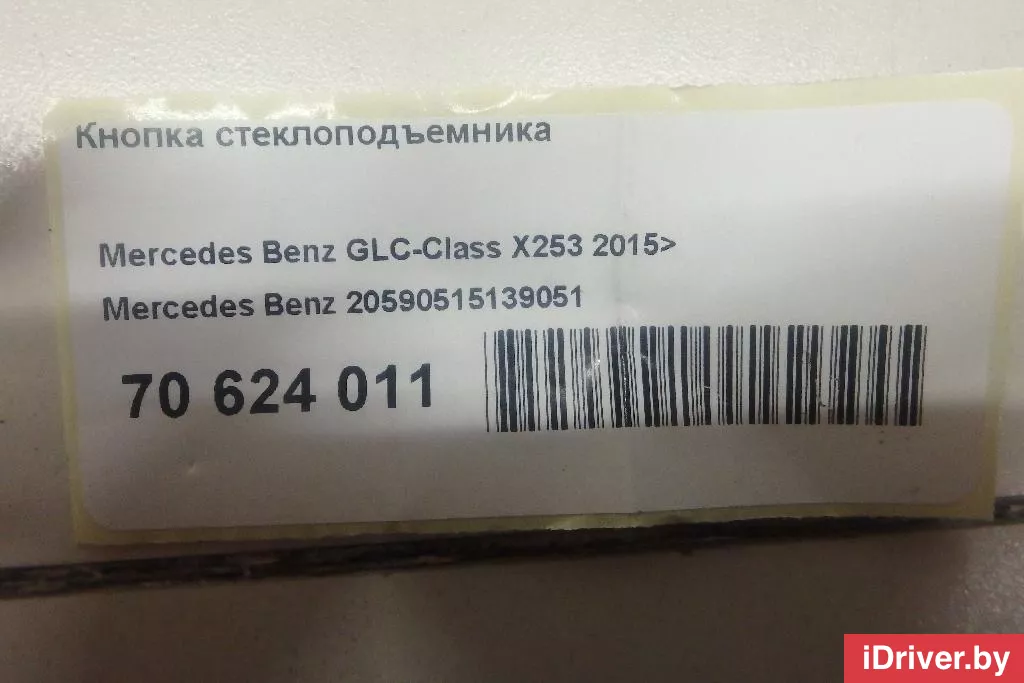 Кнопка стеклоподъемника
Mercedes Benz GLC-Class X253 2015>
Mercedes Benz 20590515139051
70 624 011
iDriver.by